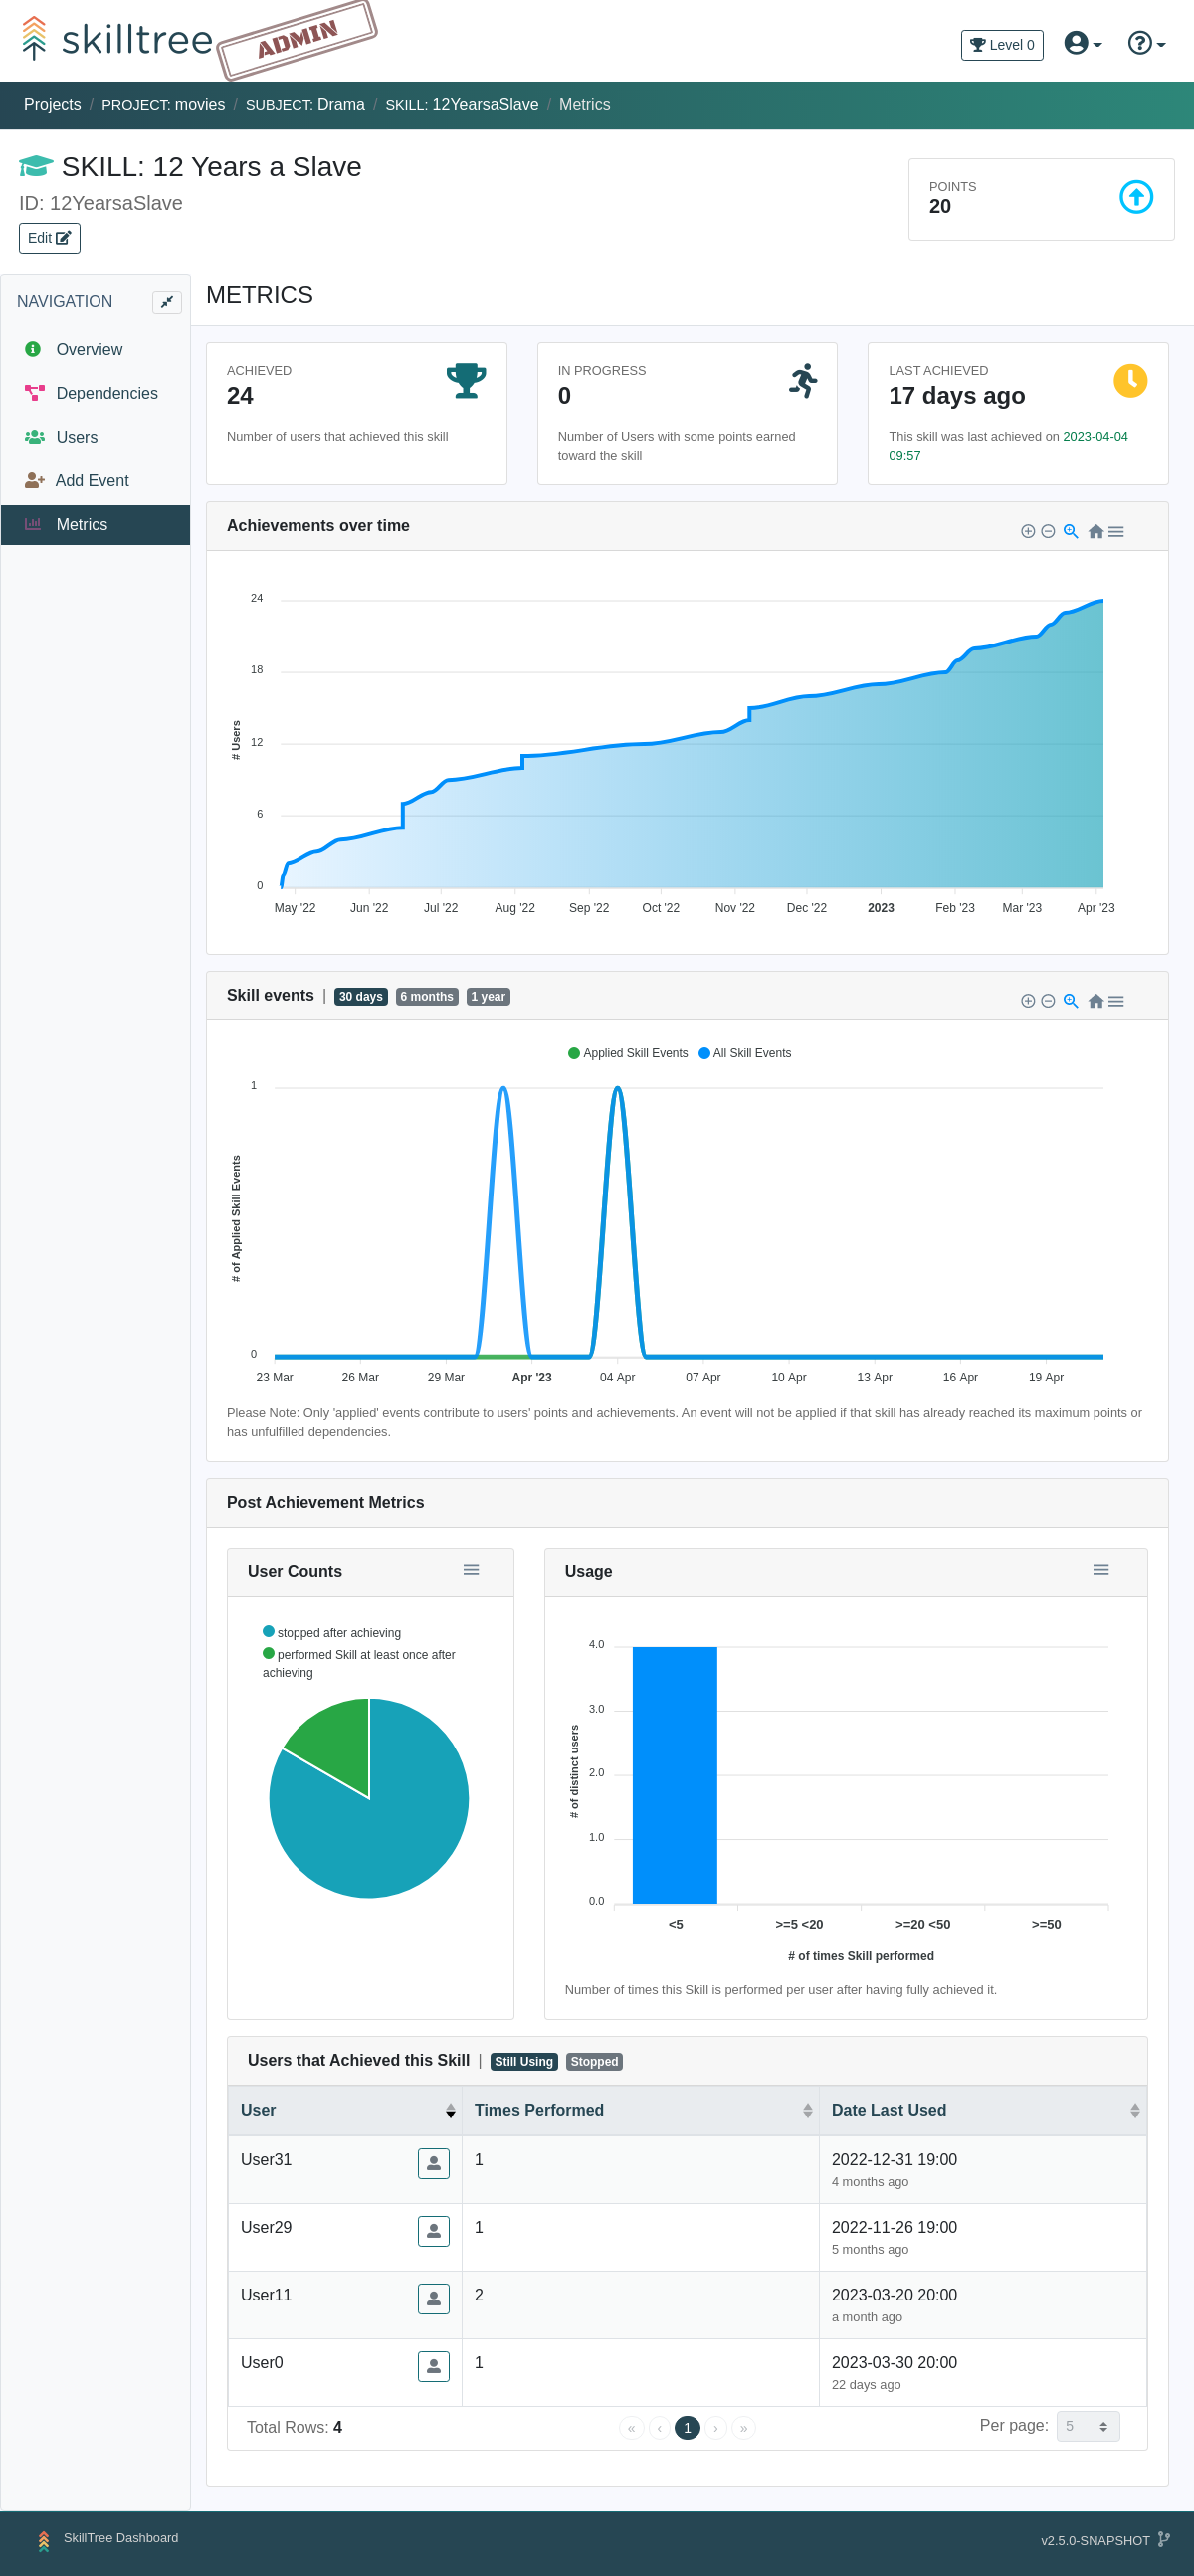 skilltree
ADMIN
Level 0
Projects / PROJECT: movies / SUBJECT: Drama / SKILL: 12YearsaSlave / Metrics
SKILL: 12 Years a Slave
ID: 12YearsaSlave
Edit
POINTS
20
NAVIGATION
Overview
Dependencies
Users
Add Event
Metrics
METRICS
ACHIEVED
24
Number of users that achieved this skill
IN PROGRESS
0
Number of Users with some points earned
toward the skill
LAST ACHIEVED
17 days ago
This skill was last achieved on 2023-04-04
09:57
Achievements over time
24
18
12
6
0
# Users
May '22 Jun '22 Jul '22 Aug '22 Sep '22 Oct '22 Nov '22 Dec '22 2023 Feb '23 Mar '23 Apr '23
Skill events | 30 days 6 months 1 year
Applied Skill Events All Skill Events
1
0
# of Applied Skill Events
23 Mar 26 Mar 29 Mar Apr '23 04 Apr 07 Apr 10 Apr 13 Apr 16 Apr 19 Apr
Please Note: Only 'applied' events contribute to users' points and achievements. An event will not be applied if that skill has already reached its maximum points or
has unfulfilled dependencies.
Post Achievement Metrics
User Counts
stopped after achieving
performed Skill at least once after
achieving
Usage
4.0
3.0
2.0
1.0
0.0
# of distinct users
<5 >=5 <20 >=20 <50 >=50
# of times Skill performed
Number of times this Skill is performed per user after having fully achieved it.
Users that Achieved this Skill | Still Using Stopped
User Times Performed Date Last Used
User31 1 2022-12-31 19:00
4 months ago
User29 1 2022-11-26 19:00
5 months ago
User11 2 2023-03-20 20:00
a month ago
User0 1 2023-03-30 20:00
22 days ago
Total Rows: 4 « ‹ 1 › » Per page: 5
SkillTree Dashboard
v2.5.0-SNAPSHOT